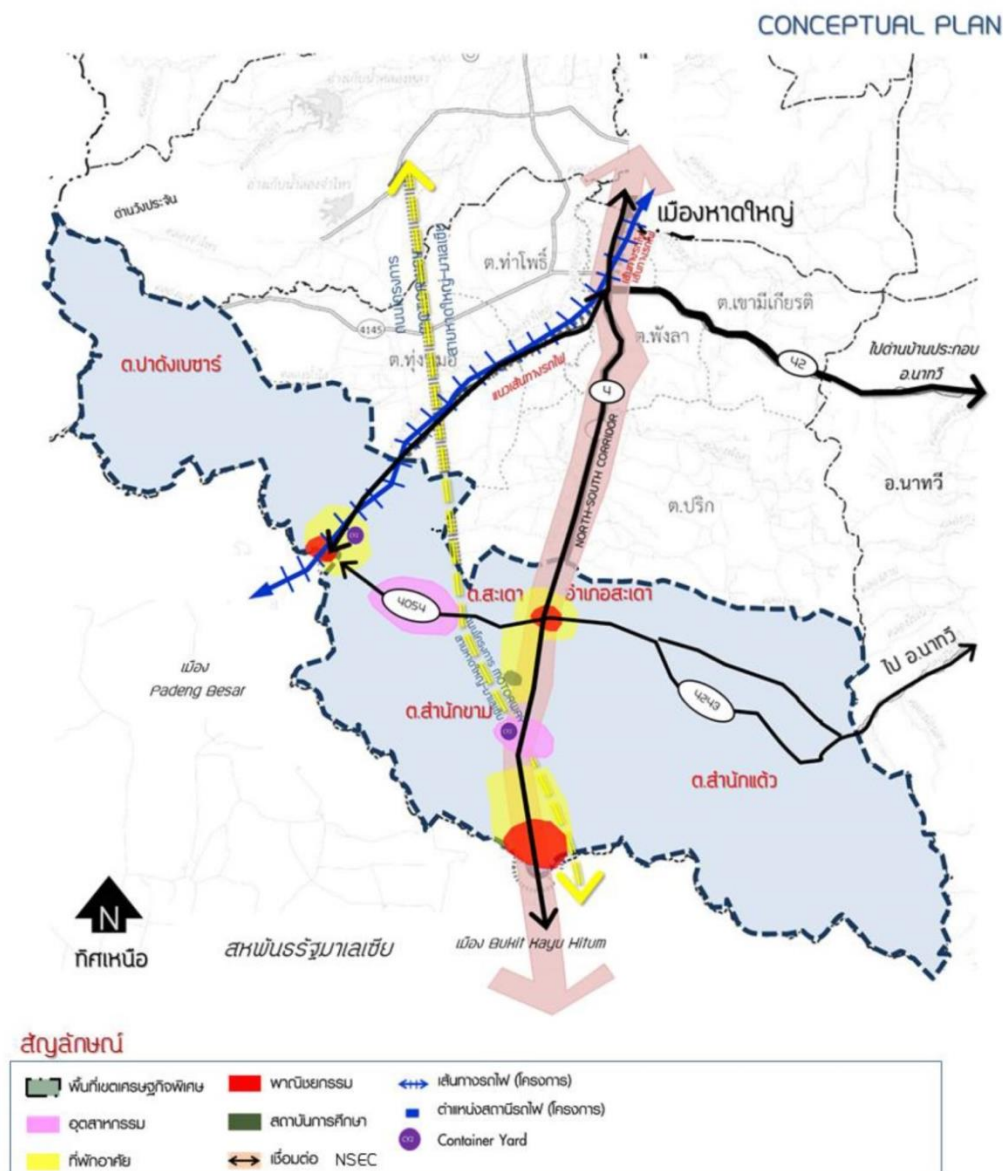 CONCEPTUAL PLAN
ด่านวังประจัน
เมืองหาดใหญ่
ต.ท่าโพธิ์
ต.เขามีเกียรติ
4145
ต.พังลา
42
ไปด่านบ้านประกอบ
อ.นาทวี
ต.ปาดังเบซาร์
แนวเส้นทางรถไฟ
4
NORTH-SOUTH CORRIDOR
อ.นาทวี
ต.ปริก
ต.สะเดา
อำเภอสะเดา
4054
ไป อ.นาทวี
เมือง
Padeng Besar
4243
ต.สำนักขาม
ต.สำนักแต้ว
N
ทิศเหนือ
สหพันธรัฐมาเลเซีย
เมือง Bukit Kayu Hitum
สัญลักษณ์
พื้นที่เขตเศรษฐกิจพิเศษ
พาณิชยกรรม
เส้นทางรถไฟ (โครงการ)
อุตสาหกรรม
สถาบันการศึกษา
ตำแหน่งสถานีรถไฟ (โครงการ)
ที่พักอาศัย
เชื่อมต่อ NSEC
Container Yard